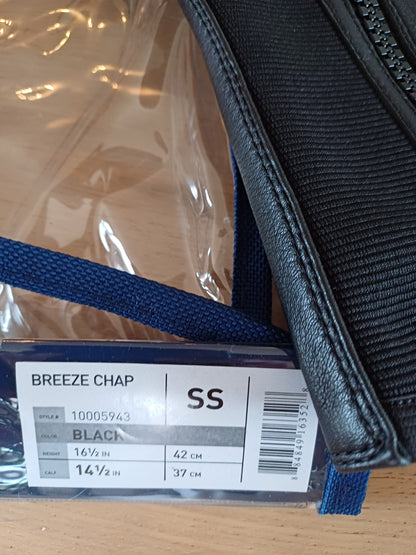 BREEZE CHAP
SS
STYLE # 10005943
COLOR BLACK
HEIGHT 16½ IN 42 CM
CALF 14½ IN 37 CM